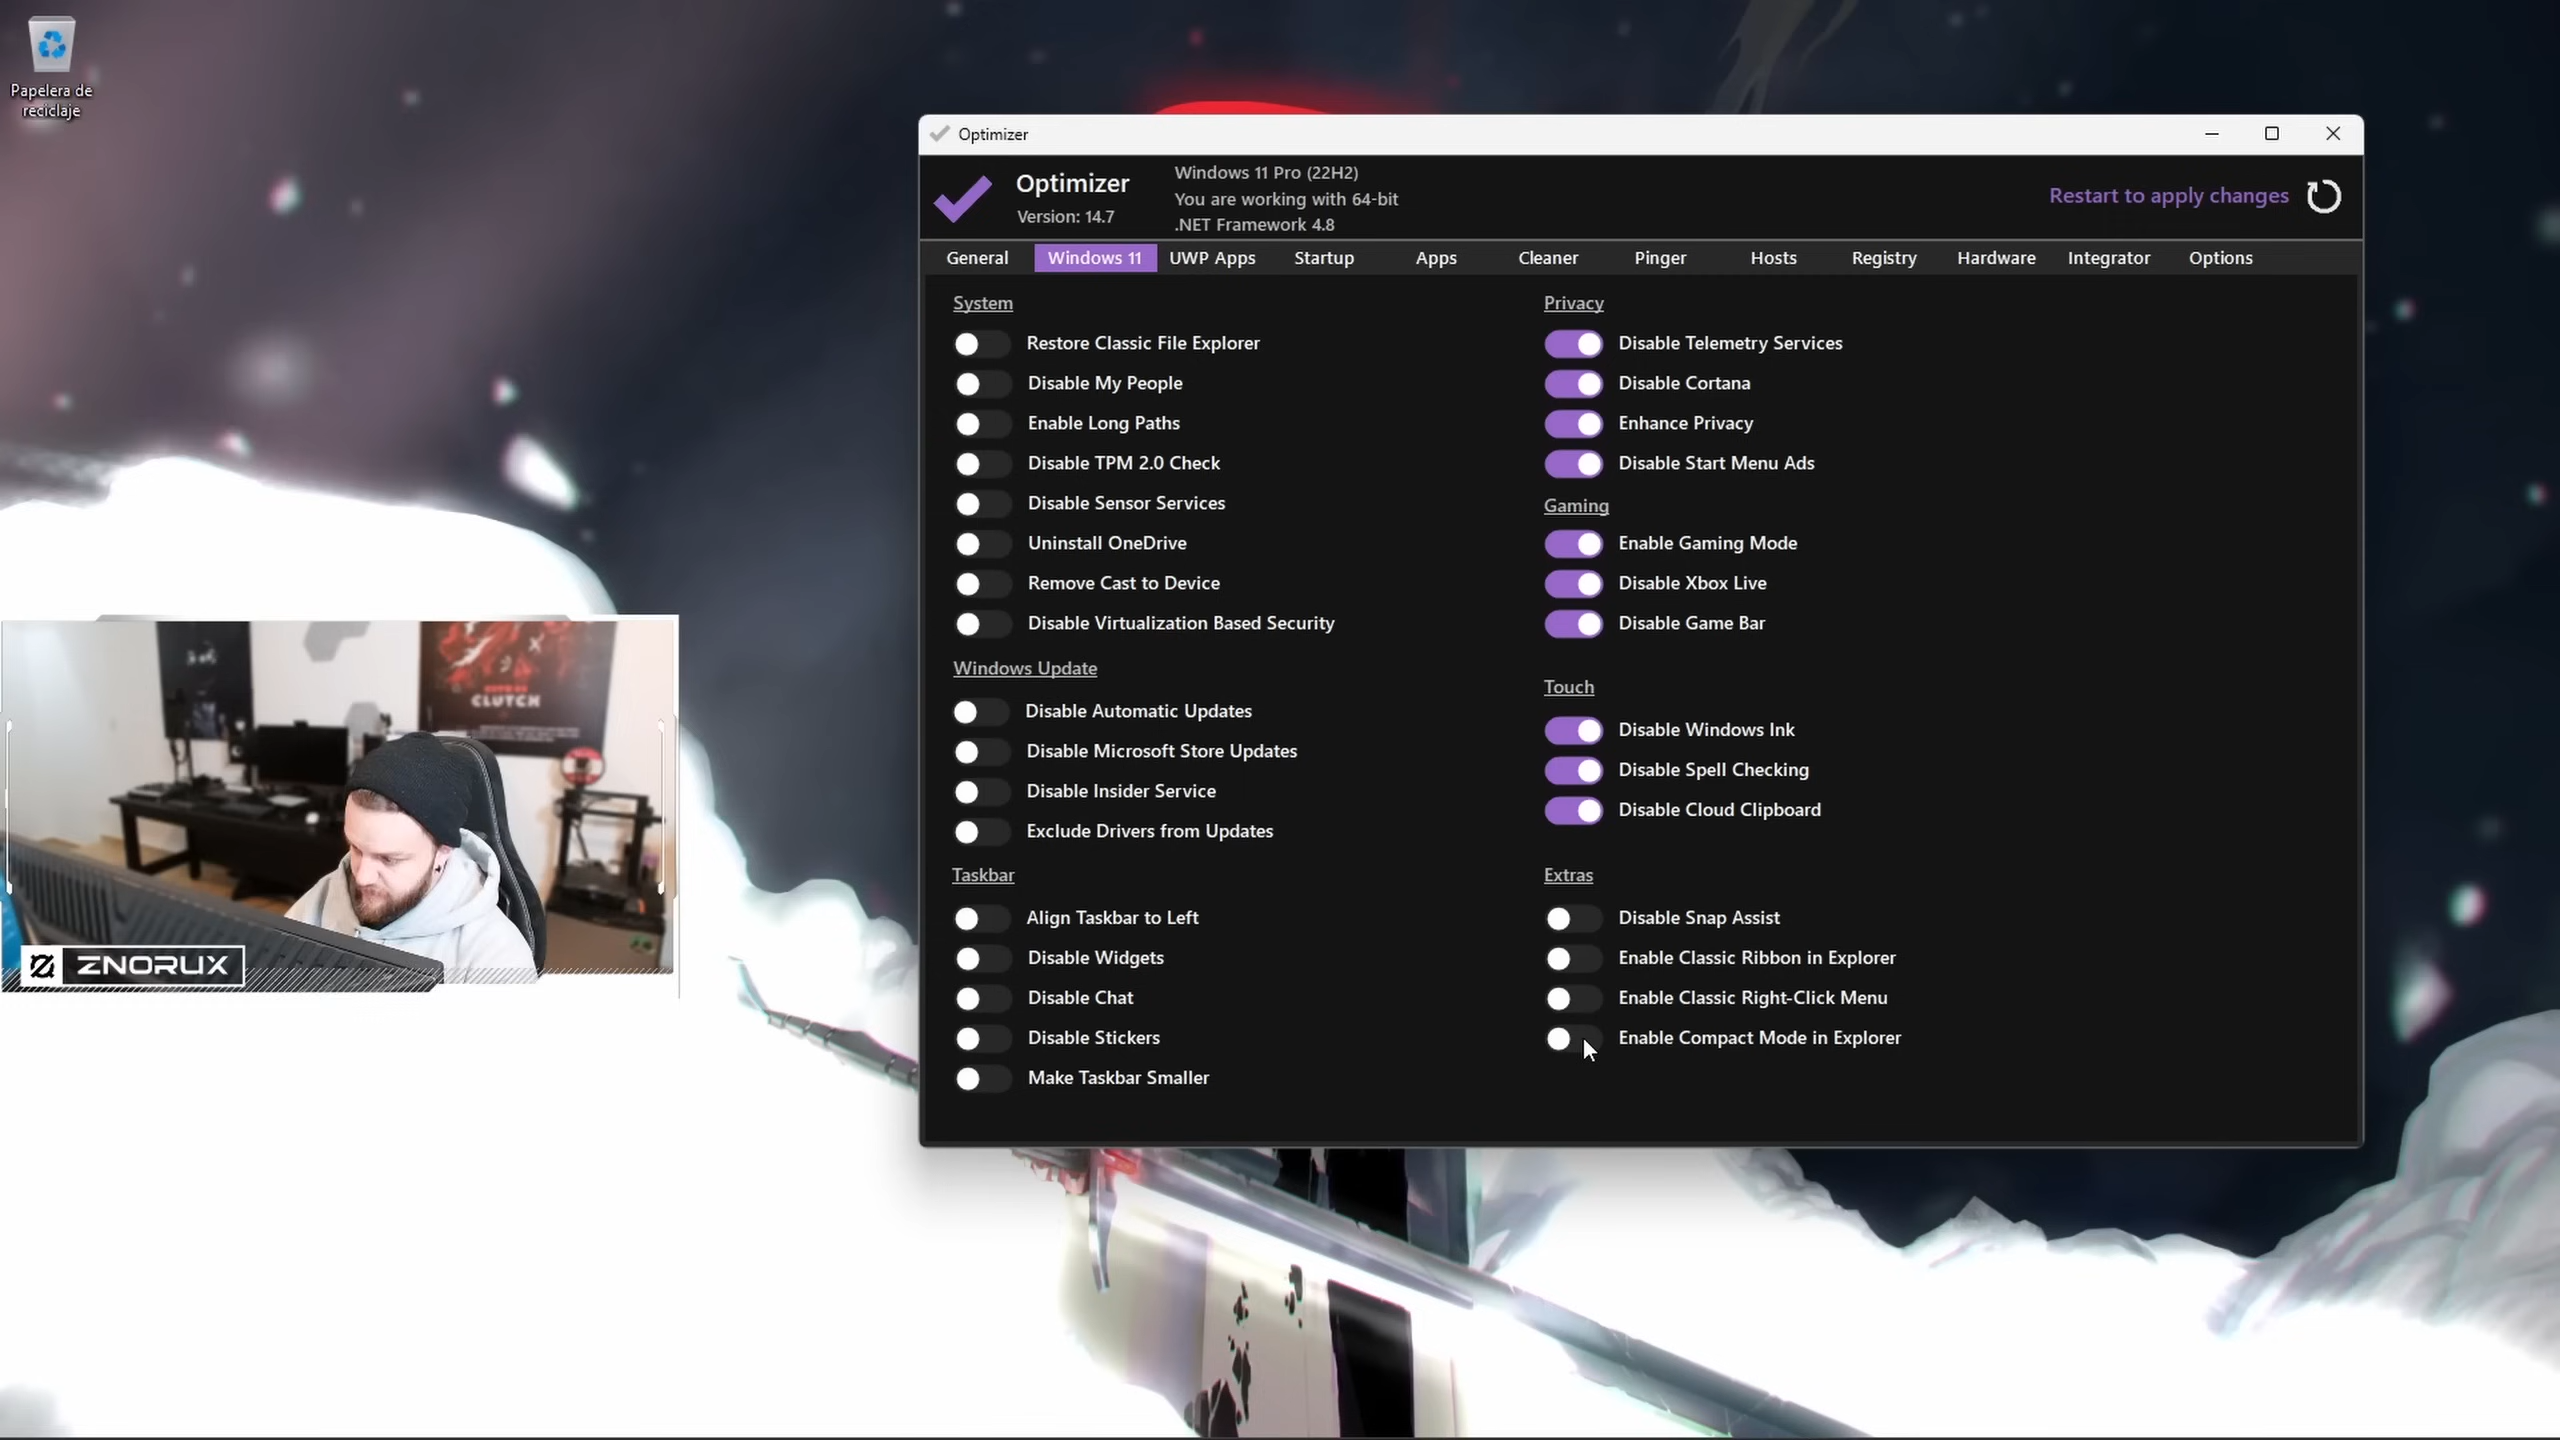 Papelera de
reciclaje
Optimizer
Optimizer
Version: 14.7
Windows 11 Pro (22H2)
You are working with 64-bit
.NET Framework 4.8
Restart to apply changes
General
Windows 11
UWP Apps
Startup
Apps
Cleaner
Pinger
Hosts
Registry
Hardware
Integrator
Options
System
Restore Classic File Explorer
Disable My People
Enable Long Paths
Disable TPM 2.0 Check
Disable Sensor Services
Uninstall OneDrive
Remove Cast to Device
Disable Virtualization Based Security
Windows Update
Disable Automatic Updates
Disable Microsoft Store Updates
Disable Insider Service
Exclude Drivers from Updates
Taskbar
Align Taskbar to Left
Disable Widgets
Disable Chat
Disable Stickers
Make Taskbar Smaller
Privacy
Disable Telemetry Services
Disable Cortana
Enhance Privacy
Disable Start Menu Ads
Gaming
Enable Gaming Mode
Disable Xbox Live
Disable Game Bar
Touch
Disable Windows Ink
Disable Spell Checking
Disable Cloud Clipboard
Extras
Disable Snap Assist
Enable Classic Ribbon in Explorer
Enable Classic Right-Click Menu
Enable Compact Mode in Explorer
CLUTCH
ZNORUX